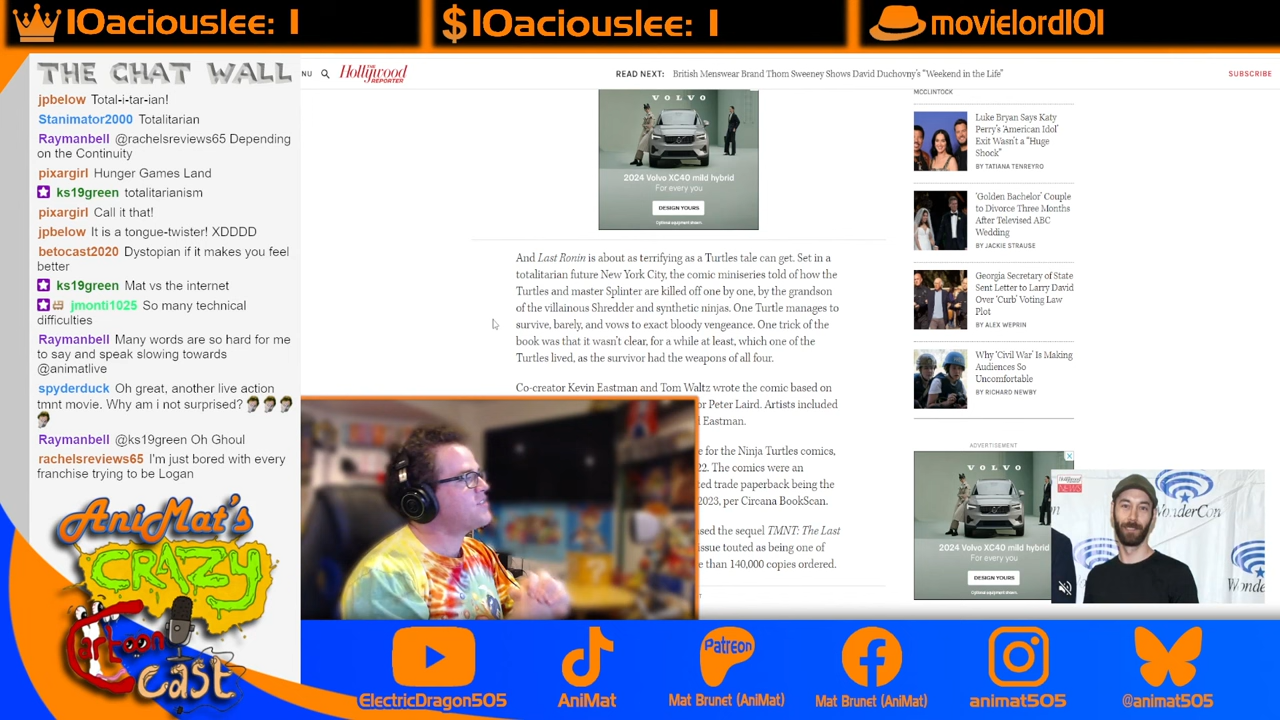 10aciouslee: 1
$10aciouslee: 1
movielord101
THE CHAT WALL
jpbelow Total-i-tar-ian!
Stanimator2000 Totalitarian
Raymanbell @rachelsreviews65 Depending
on the Continuity
pixargirl Hunger Games Land
ks19green totalitarianism
pixargirl Call it that!
jpbelow It is a tongue-twister! XDDDD
betocast2020 Dystopian if it makes you feel
better
ks19green Mat vs the internet
jmonti1025 So many technical
difficulties
Raymanbell Many words are so hard for me
to say and speak slowing towards
@animatlive
spyderduck Oh great, another live action
tmnt movie. Why am i not surprised?
Raymanbell @ks19green Oh Ghoul
rachelsreviews65 I'm just bored with every
franchise trying to be Logan
AniMat's
CRAZY
Cartoon
Cast
NU
THE
Hollywood
REPORTER
READ NEXT: British Menswear Brand Thom Sweeney Shows David Duchovny's "Weekend in the Life"
SUBSCRIBE
VOLVO
2024 Volvo XC40 mild hybrid
For every you
DESIGN YOURS
Optional equipment shown.
And Last Ronin is about as terrifying as a Turtles tale can get. Set in a
totalitarian future New York City, the comic miniseries told of how the
Turtles and master Splinter are killed off one by one, by the grandson
of the villainous Shredder and synthetic ninjas. One Turtle manages to
survive, barely, and vows to exact bloody vengeance. One trick of the
book was that it wasn't clear, for a while at least, which one of the
Turtles lived, as the survivor had the weapons of all four.
Co-creator Kevin Eastman and Tom Waltz wrote the comic based on
or Peter Laird. Artists included
l Eastman.
e for the Ninja Turtles comics,
22. The comics were an
ted trade paperback being the
2023, per Circana BookScan.
sed the sequel TMNT: The Last
issue touted as being one of
e than 140,000 copies ordered.
MCCLINTOCK
Luke Bryan Says Katy
Perry's 'American Idol'
Exit Wasn't a "Huge
Shock"
BY TATIANA TENREYRO
'Golden Bachelor' Couple
to Divorce Three Months
After Televised ABC
Wedding
BY JACKIE STRAUSE
Georgia Secretary of State
Sent Letter to Larry David
Over 'Curb' Voting Law
Plot
BY ALEX WEPRIN
Why 'Civil War' Is Making
Audiences So
Uncomfortable
BY RICHARD NEWBY
ADVERTISEMENT
VOLVO
2024 Volvo XC40 mild hybrid
For every you
DESIGN YOURS
Optional equipment shown.
Hollywood
NEWS
WonderCon
Wonde
ElectricDragon505
AniMat
Patreon
Mat Brunet (AniMat)
Mat Brunet (AniMat)
animat505
@animat505